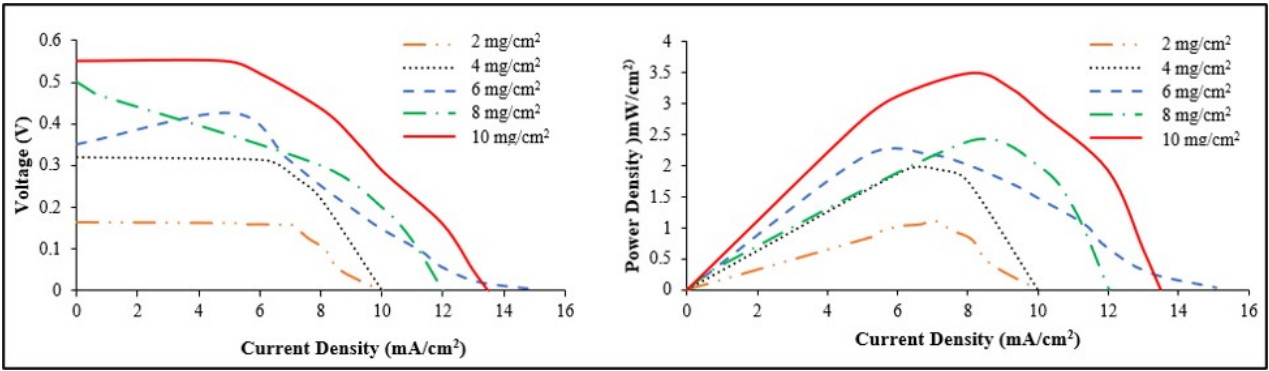 0.6
0.5
0.4
0.3
0.2
0.1
0
Voltage (V)
0 2 4 6 8 10 12 14 16
Current Density (mA/cm²)
2 mg/cm²
4 mg/cm²
6 mg/cm²
8 mg/cm²
10 mg/cm²
4
3.5
3
2.5
2
1.5
1
0.5
0
Power Density )mW/cm²)
0 2 4 6 8 10 12 14 16
Current Density (mA/cm²)
2 mg/cm²
4 mg/cm²
6 mg/cm²
8 mg/cm²
10 mg/cm²